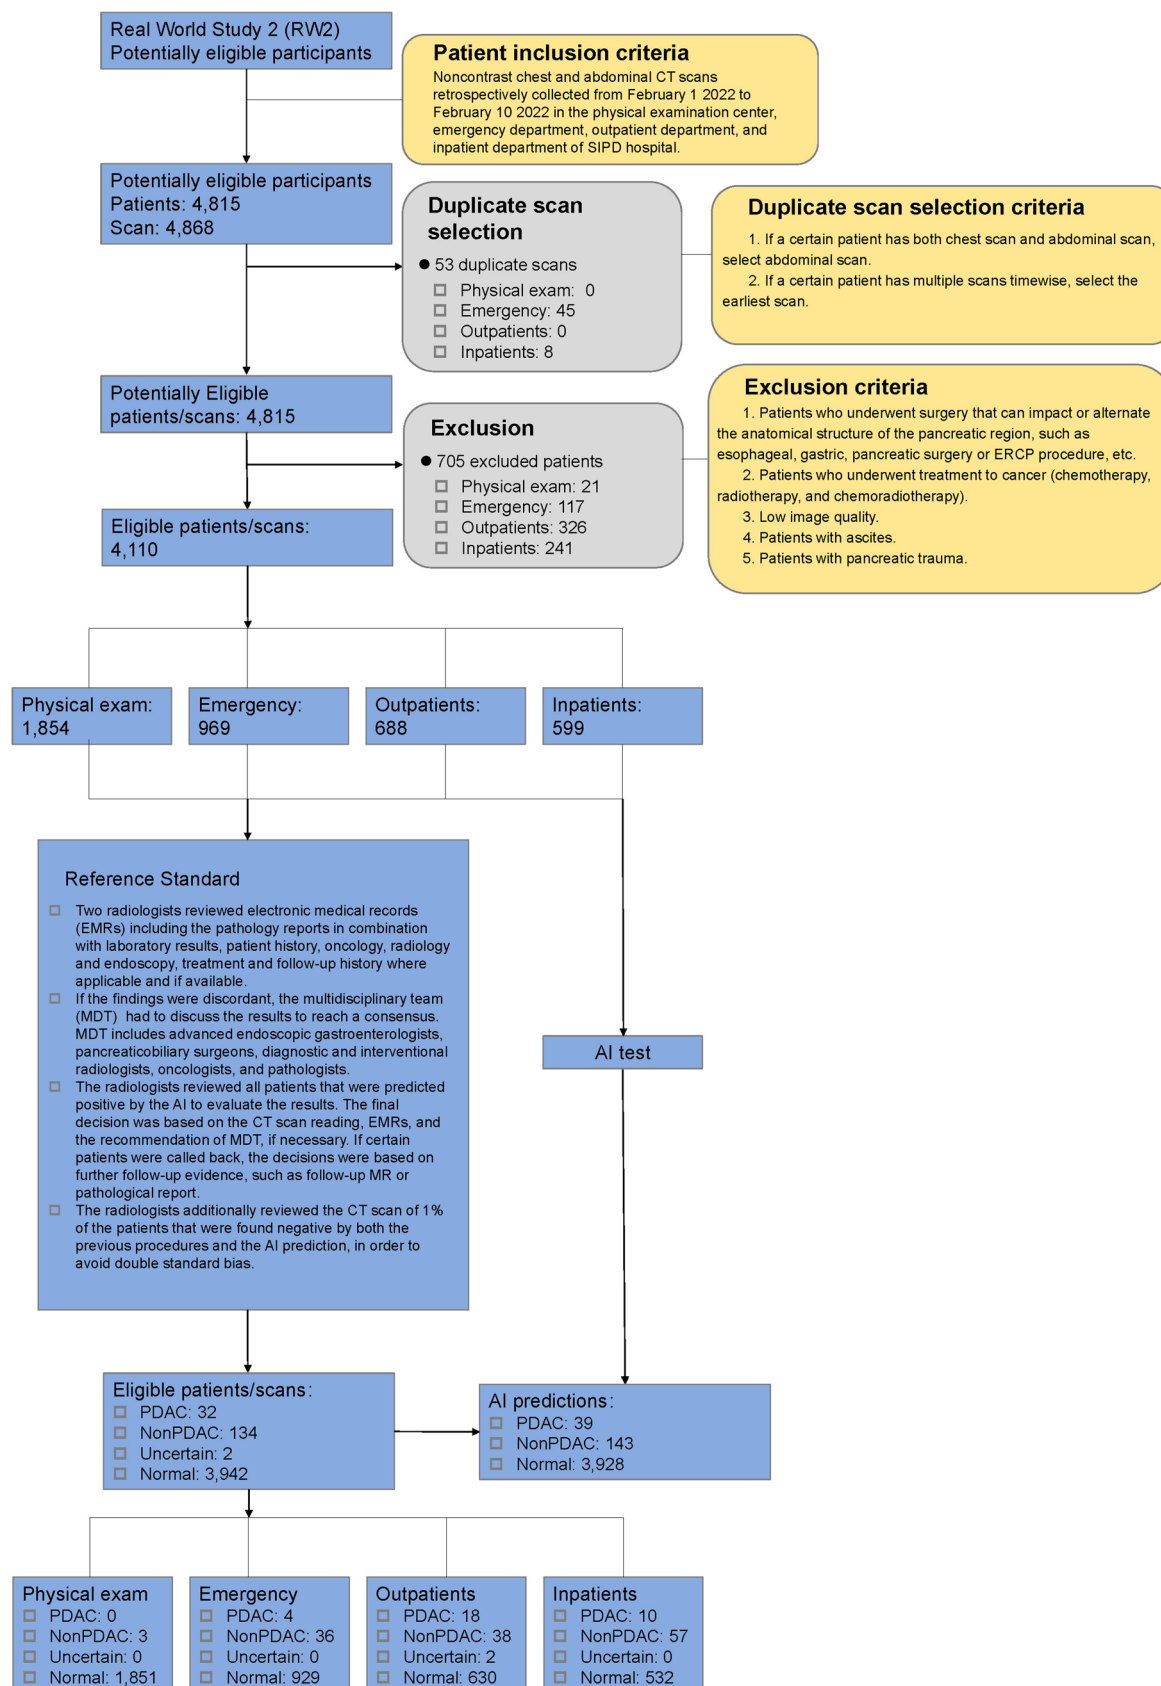 Real World Study 2 (RW2)
Potentially eligible participants
Patient inclusion criteria
Noncontrast chest and abdominal CT scans
retrospectively collected from February 1 2022 to
February 10 2022 in the physical examination center,
emergency department, outpatient department, and
inpatient department of SIPD hospital.
Potentially eligible participants
Patients: 4,815
Scan: 4,868
Duplicate scan
selection
● 53 duplicate scans
Physical exam: 0
Emergency: 45
Outpatients: 0
Inpatients: 8
Duplicate scan selection criteria
1. If a certain patient has both chest scan and abdominal scan,
select abdominal scan.
2. If a certain patient has multiple scans timewise, select the
earliest scan.
Potentially Eligible
patients/scans: 4,815
Exclusion
● 705 excluded patients
Physical exam: 21
Emergency: 117
Outpatients: 326
Inpatients: 241
Exclusion criteria
1. Patients who underwent surgery that can impact or alternate
the anatomical structure of the pancreatic region, such as
esophageal, gastric, pancreatic surgery or ERCP procedure, etc.
2. Patients who underwent treatment to cancer (chemotherapy,
radiotherapy, and chemoradiotherapy).
3. Low image quality.
4. Patients with ascites.
5. Patients with pancreatic trauma.
Eligible patients/scans:
4,110
Physical exam:
1,854
Emergency:
969
Outpatients:
688
Inpatients:
599
Reference Standard
Two radiologists reviewed electronic medical records
(EMRs) including the pathology reports in combination
with laboratory results, patient history, oncology, radiology
and endoscopy, treatment and follow-up history where
applicable and if available.
If the findings were discordant, the multidisciplinary team
(MDT) had to discuss the results to reach a consensus.
MDT includes advanced endoscopic gastroenterologists,
pancreaticobiliary surgeons, diagnostic and interventional
radiologists, oncologists, and pathologists.
The radiologists reviewed all patients that were predicted
positive by the AI to evaluate the results. The final
decision was based on the CT scan reading, EMRs, and
the recommendation of MDT, if necessary. If certain
patients were called back, the decisions were based on
further follow-up evidence, such as follow-up MR or
pathological report.
The radiologists additionally reviewed the CT scan of 1%
of the patients that were found negative by both the
previous procedures and the AI prediction, in order to
avoid double standard bias.
AI test
Eligible patients/scans:
PDAC: 32
NonPDAC: 134
Uncertain: 2
Normal: 3,942
AI predictions:
PDAC: 39
NonPDAC: 143
Normal: 3,928
Physical exam
PDAC: 0
NonPDAC: 3
Uncertain: 0
Normal: 1,851
Emergency
PDAC: 4
NonPDAC: 36
Uncertain: 0
Normal: 929
Outpatients
PDAC: 18
NonPDAC: 38
Uncertain: 2
Normal: 630
Inpatients
PDAC: 10
NonPDAC: 57
Uncertain: 0
Normal: 532